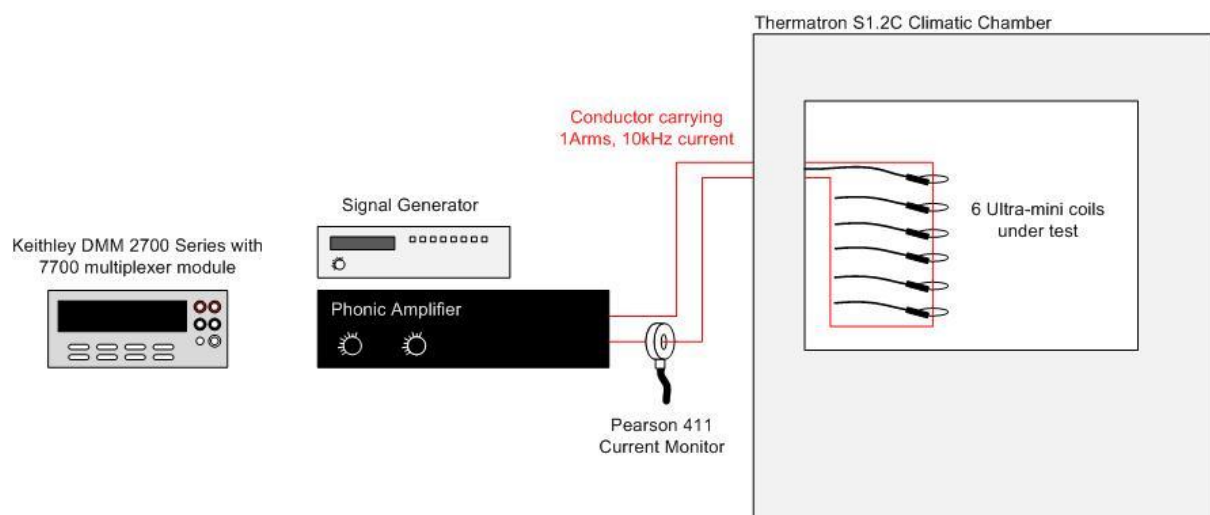 Thermatron S1.2C Climatic Chamber
Conductor carrying
1Arms, 10kHz current
Signal Generator
Keithley DMM 2700 Series with
7700 multiplexer module
Phonic Amplifier
6 Ultra-mini coils
under test
Pearson 411
Current Monitor